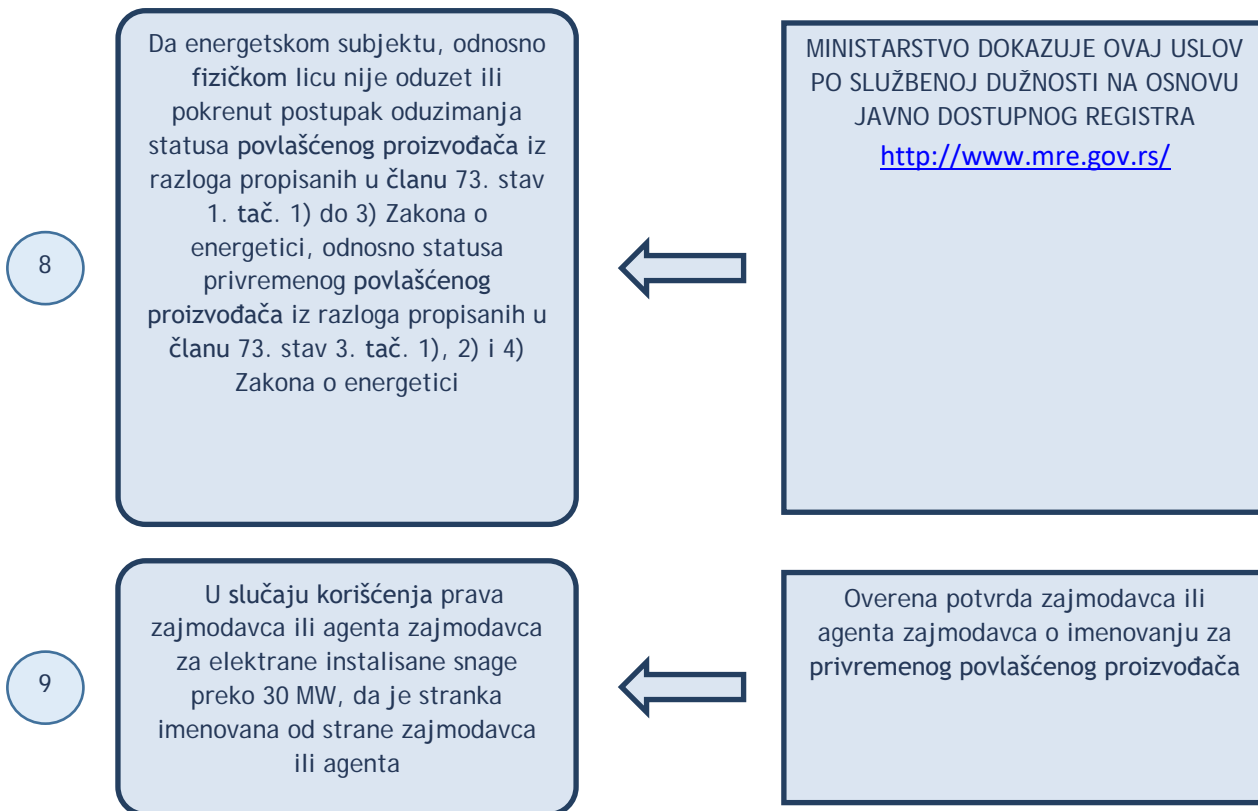 8
Da energetskom subjektu, odnosno
fizičkom licu nije oduzet ili
pokrenut postupak oduzimanja
statusa povlašćenog proizvođača iz
razloga propisanih u članu 73. stav
1. tač. 1) do 3) Zakona o
energetici, odnosno statusa
privremenog povlašćenog
proizvođača iz razloga propisanih u
članu 73. stav 3. tač. 1), 2) i 4)
Zakona o energetici
MINISTARSTVO DOKAZUJE OVAJ USLOV
PO SLUŽBENOJ DUŽNOSTI NA OSNOVU
JAVNO DOSTUPNOG REGISTRA
http://www.mre.gov.rs/
9
U slučaju korišćenja prava
zajmodavca ili agenta zajmodavca
za elektrane instalisane snage
preko 30 MW, da je stranka
imenovana od strane zajmodavca
ili agenta
Overena potvrda zajmodavca ili
agenta zajmodavca o imenovanju za
privremenog povlašćenog proizvođača